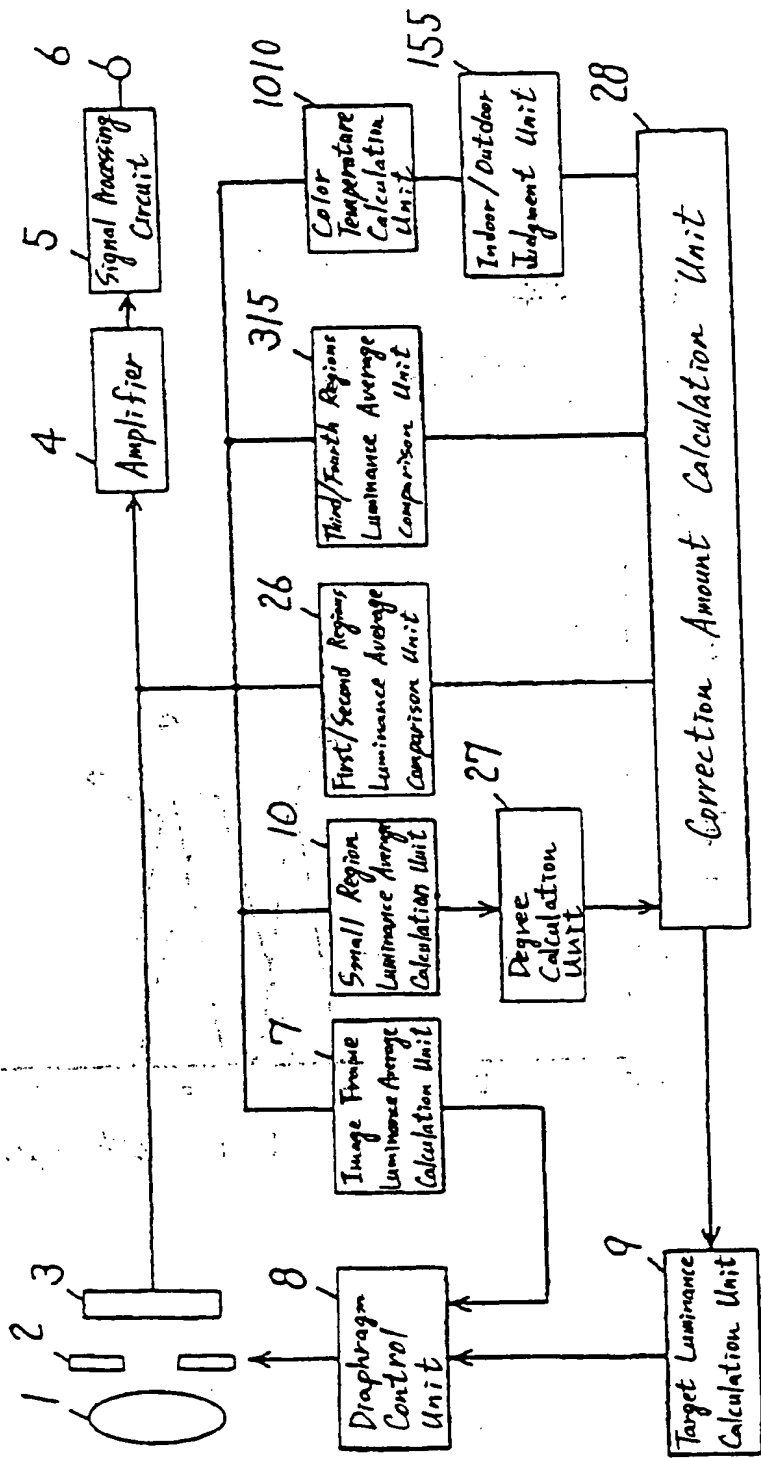 1
2
3
4
Amplifier
5
Signal Processing
Circuit
6
7
Image Frame
Luminance Average
Calculation Unit
10
Small Region
Luminance Average
Calculation Unit
26
First/Second Regions
Luminance Average
Comparison Unit
315
Third/Fourth Regions
Luminance Average
Comparison Unit
1010
Color
Temperature
Calculation
Unit
8
Diaphragm
Control
Unit
27
Degree
Calculation
Unit
155
Indoor/Outdoor
Judgment Unit
9
Target Luminance
Calculation Unit
28
Correction Amount Calculation Unit